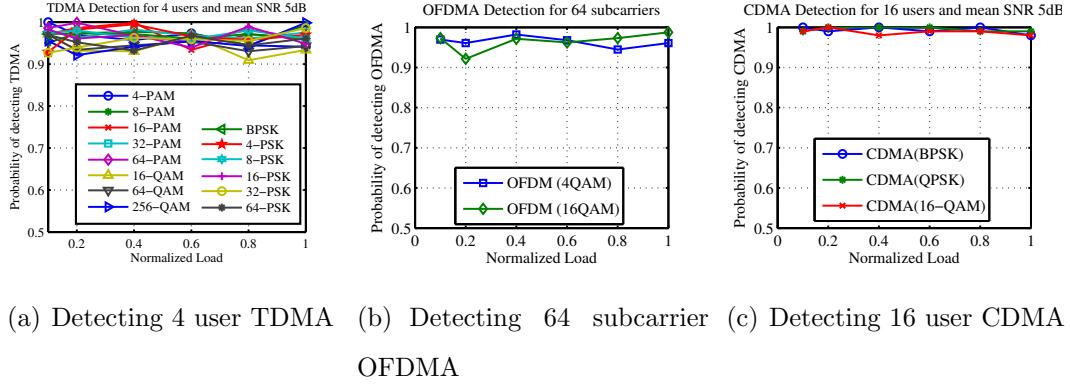 TDMA Detection for 4 users and mean SNR 5dB
Probability of detecting TDMA
1
0.9
0.8
0.7
0.6
0.5
0.2
0.4
0.6
0.8
1
Normalized Load
4−PAM
8−PAM
16−PAM
32−PAM
64−PAM
16−QAM
64−QAM
256−QAM
BPSK
4−PSK
8−PSK
16−PSK
32−PSK
64−PSK
OFDMA Detection for 64 subcarriers
Probability of detecting OFDMA
1
0.9
0.8
0.7
0.6
0.5
0
0.2
0.4
0.6
0.8
1
Normalized Load
OFDM (4QAM)
OFDM (16QAM)
CDMA Detection for 16 users and mean SNR 5dB
Probability of detecting CDMA
1
0.9
0.8
0.7
0.6
0.5
0
0.2
0.4
0.6
0.8
1
Normalized Load
CDMA(BPSK)
CDMA(QPSK)
CDMA(16−QAM)
(a) Detecting 4 user TDMA
(b) Detecting 64 subcarrier
OFDMA
(c) Detecting 16 user CDMA